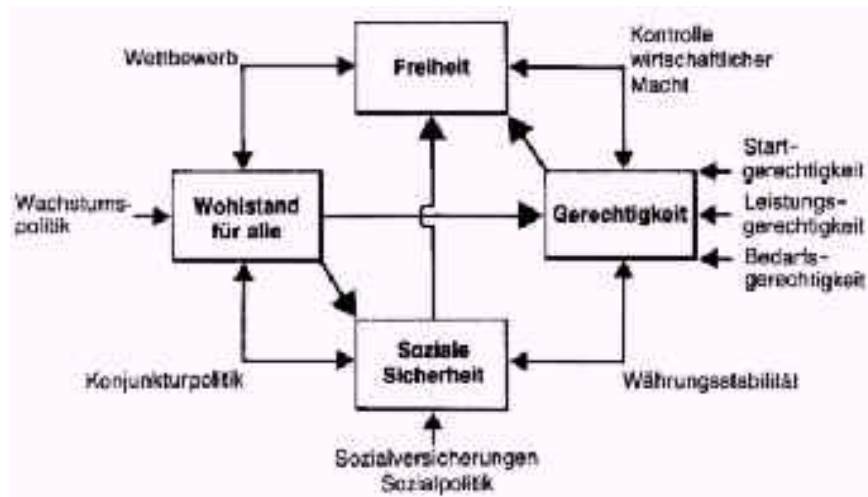 Wettbewerb
Freiheit
Kontrolle
wirtschaftlicher
Macht
Start-
gerechtigkeit
Wachstums-
politik
Wohlstand
für alle
Gerechtigkeit
Leistungs-
gerechtigkeit
Bedarfs-
gerechtigkeit
Konjunkturpolitik
Soziale
Sicherheit
Währungsstabilität
Sozialversicherungen
Sozialpolitik